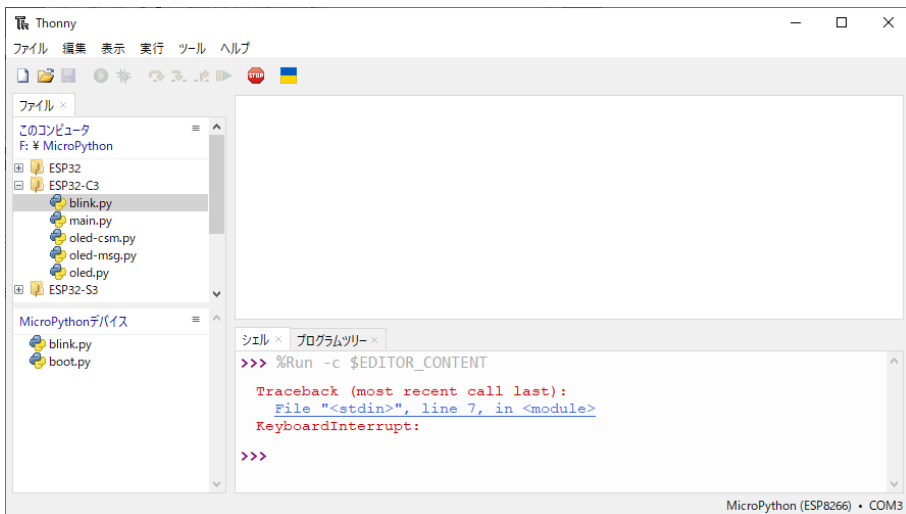 Thonny
ファイル 編集 表示 実行 ツール ヘルプ
STOP
ファイル ×
このコンピュータ
F: ¥ MicroPython
ESP32
ESP32-C3
blink.py
main.py
oled-csm.py
oled-msg.py
oled.py
ESP32-S3
MicroPythonデバイス
blink.py
boot.py
シェル × プログラムツリー ×
>>> %Run -c $EDITOR_CONTENT
Traceback (most recent call last):
File "<stdin>", line 7, in <module>
KeyboardInterrupt:
>>>
MicroPython (ESP8266) • COM3